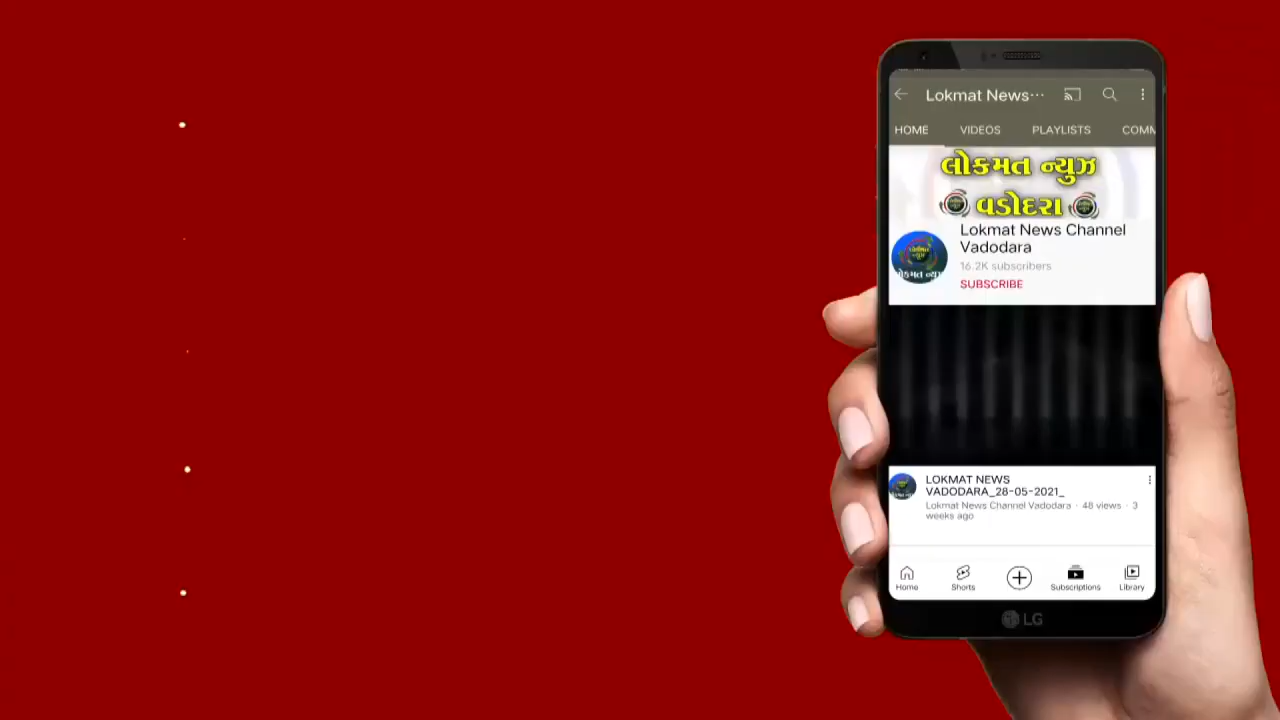 Lokmat News...
HOME VIDEOS PLAYLISTS COMM
લોકમત ન્યુઝ
વડોદરા
Lokmat News Channel
Vadodara
16.2K subscribers
SUBSCRIBE
LOKMAT NEWS
VADODARA_28-05-2021_
Lokmat News Channel Vadodara · 48 views · 3
weeks ago
Home Shorts Subscriptions Library
LG